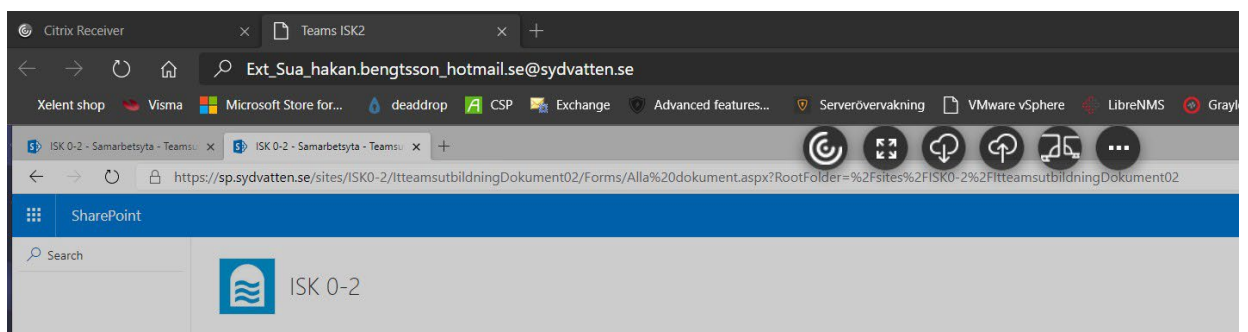 Citrix Receiver
Teams ISK2
Ext_Sua_hakan.bengtsson_hotmail.se@sydvatten.se
Xelent shop Visma Microsoft Store for... deaddrop CSP Exchange Advanced features... Serverövervakning VMware vSphere LibreNMS Grayl
ISK 0-2 - Samarbetsyta - Teamsu
ISK 0-2 - Samarbetsyta - Teamsu
https://sp.sydvatten.se/sites/ISK0-2/ItteamsutbildningDokument02/Forms/Alla%20dokument.aspx?RootFolder=%2Fsites%2FISK0-2%2FItteamsutbildningDokument02
SharePoint
Search
ISK 0-2